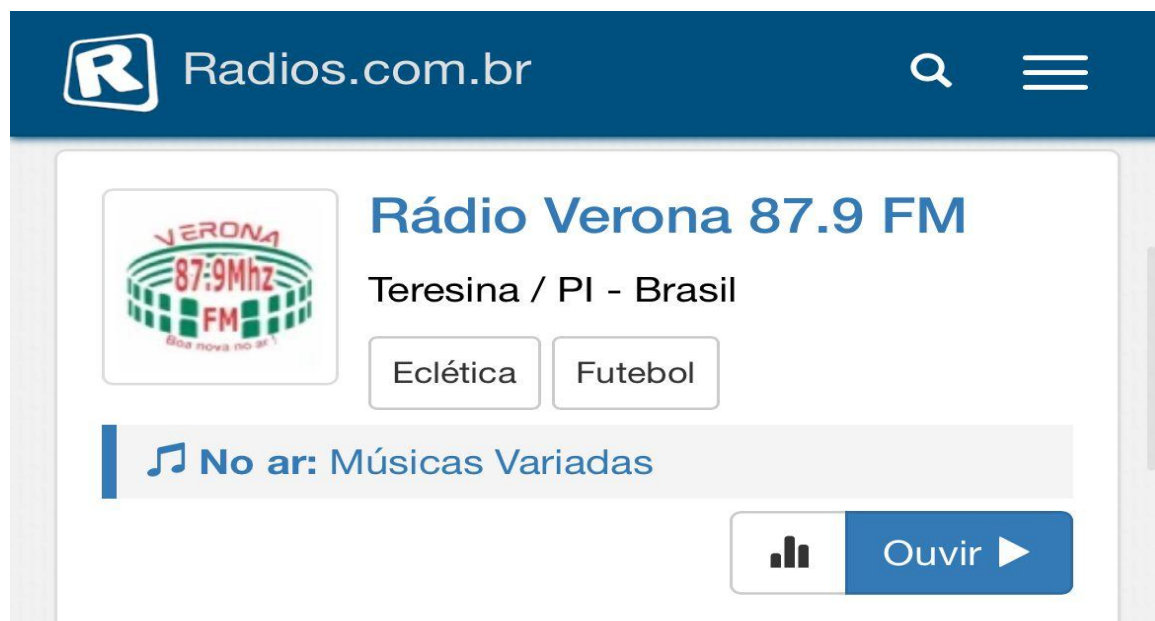 R Radios.com.br
VERONA
87.9Mhz
FM
Boa nova no ar!
Rádio Verona 87.9 FM
Teresina / PI - Brasil
Eclética Futebol
No ar: Músicas Variadas
Ouvir